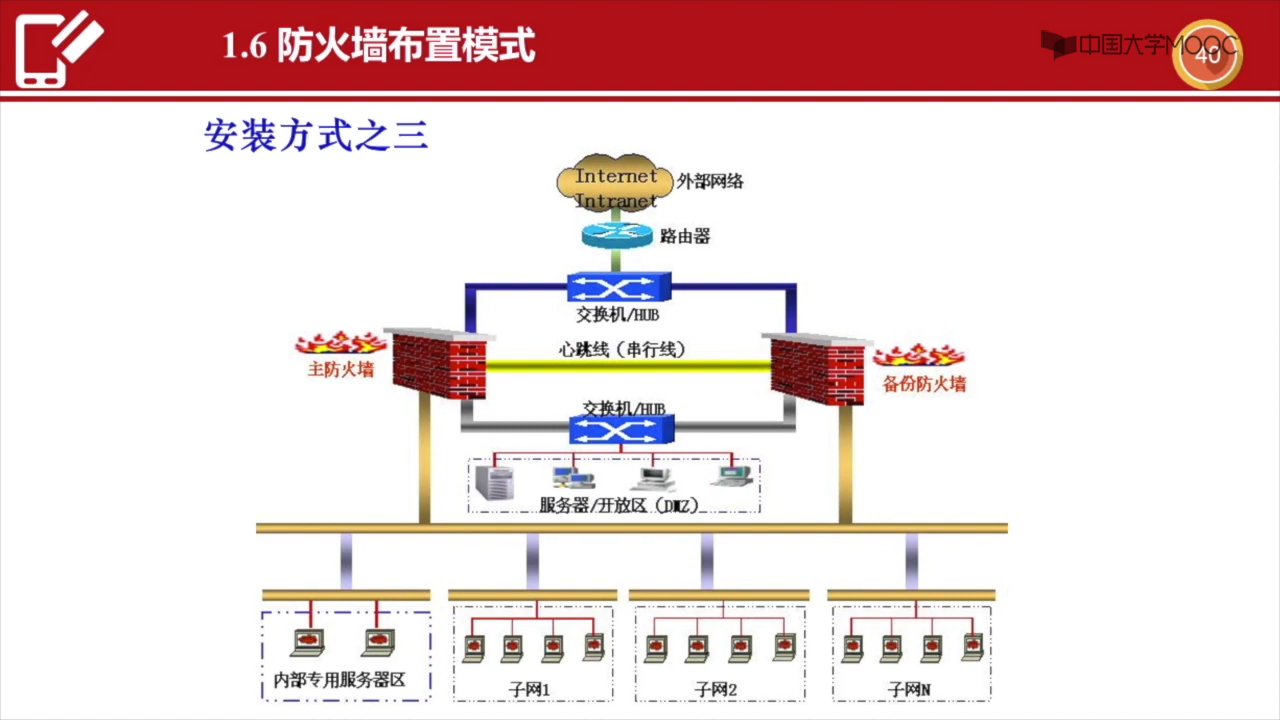 1.6 防火墙布置模式
中国大学MOOC
40
安装方式之三
Internet
Intranet
外部网络
路由器
交换机/HUB
心跳线（串行线）
主防火墙
备份防火墙
交换机/HUB
服务器/开放区（DMZ）
内部专用服务器区
子网1
子网2
子网N